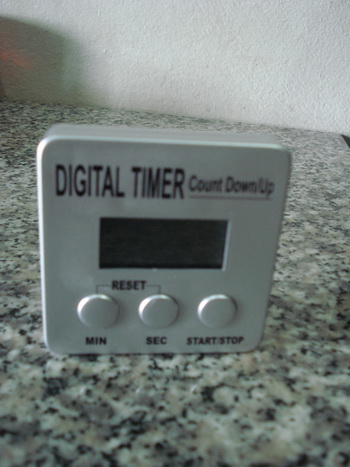 DIGITAL TIMER Count Down/Up
RESET
MIN SEC START/STOP